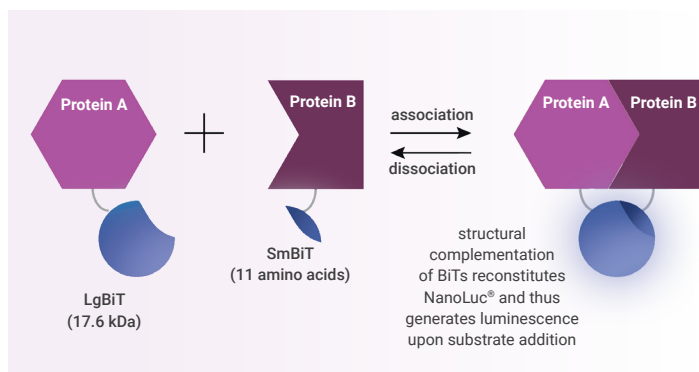 Protein A
Protein B
association
dissociation
Protein A
Protein B
SmBiT
(11 amino acids)
LgBiT
(17.6 kDa)
structural
complementation
of BiTs reconstitutes
NanoLuc® and thus
generates luminescence
upon substrate addition